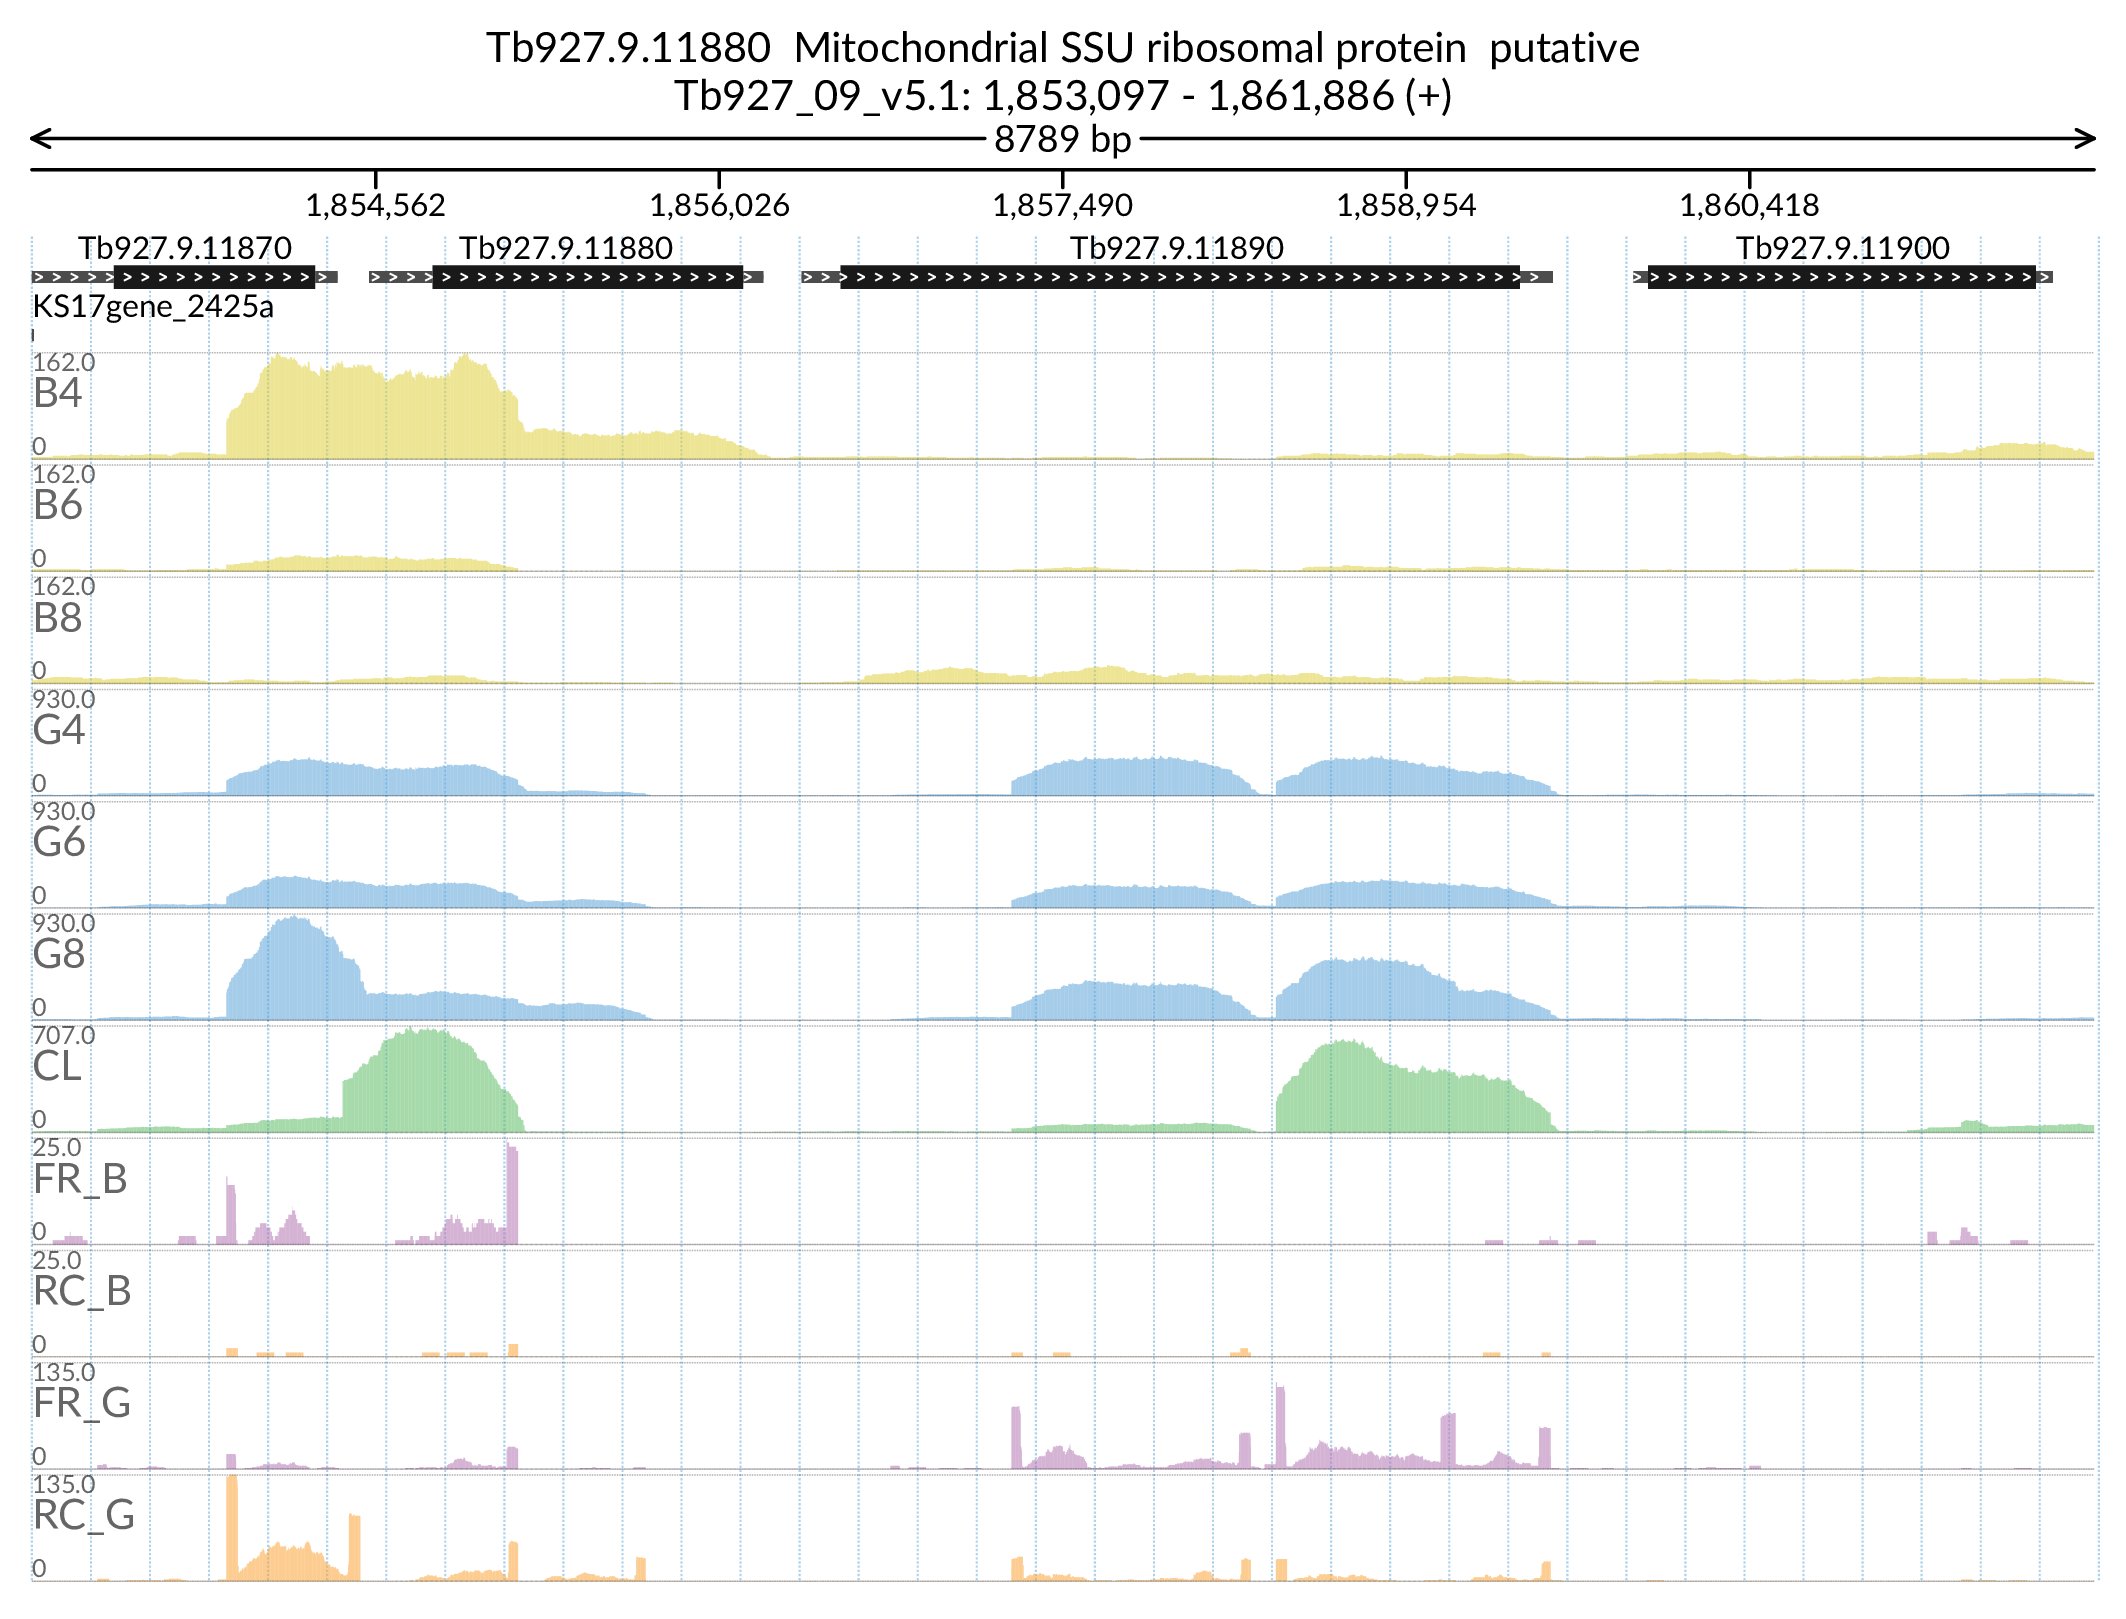 Tb927.9.11880 Mitochondrial SSU ribosomal protein putative
Tb927_09_v5.1: 1,853,097 - 1,861,886 (+)
8789 bp
1,854,562 1,856,026 1,857,490 1,858,954 1,860,418
Tb927.9.11870 Tb927.9.11880 Tb927.9.11890 Tb927.9.11900
KS17gene_2425a
162.0
B4
0
162.0
B6
0
162.0
B8
0
930.0
G4
0
930.0
G6
0
930.0
G8
0
707.0
CL
0
25.0
FR_B
0
25.0
RC_B
0
135.0
FR_G
0
135.0
RC_G
0